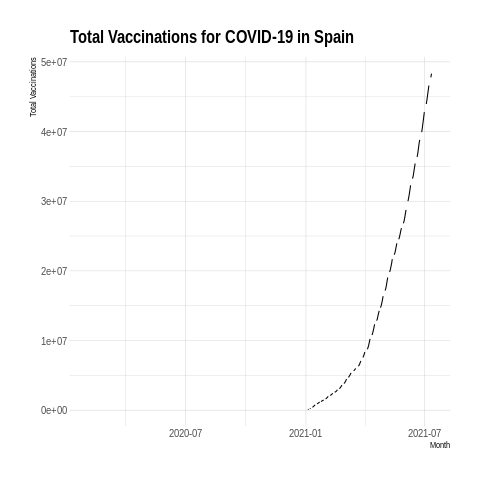 Total Vaccinations for COVID-19 in Spain
Total Vaccinations
5e+07
4e+07
3e+07
2e+07
1e+07
0e+00
2020-07 2021-01 2021-07
Month